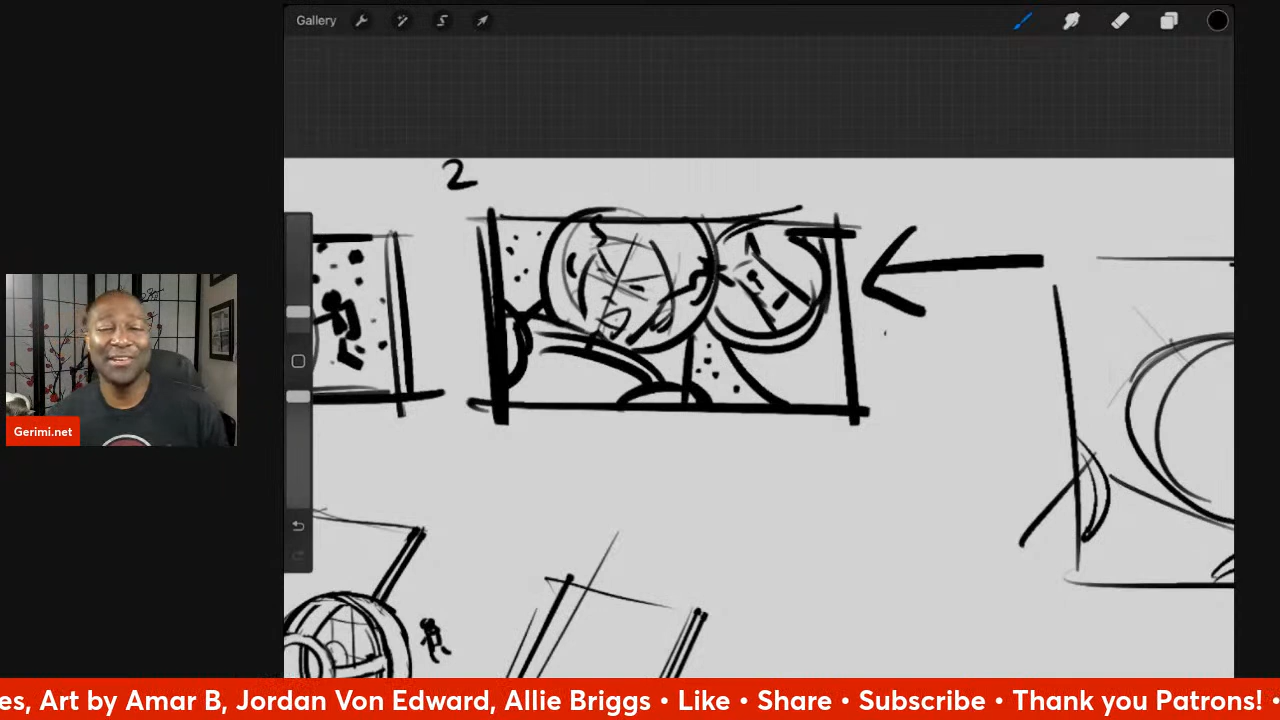 Gallery
2
Gerimi.net
es, Art by Amar B, Jordan Von Edward, Allie Briggs • Like • Share • Subscribe • Thank you Patrons! •